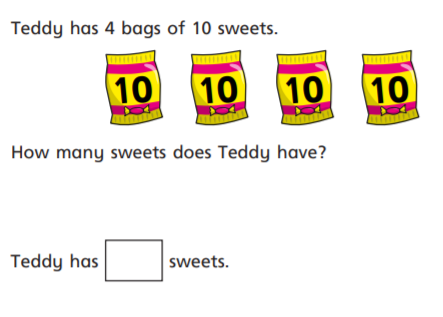 Teddy has 4 bags of 10 sweets.
10 10 10 10
How many sweets does Teddy have?
Teddy has sweets.